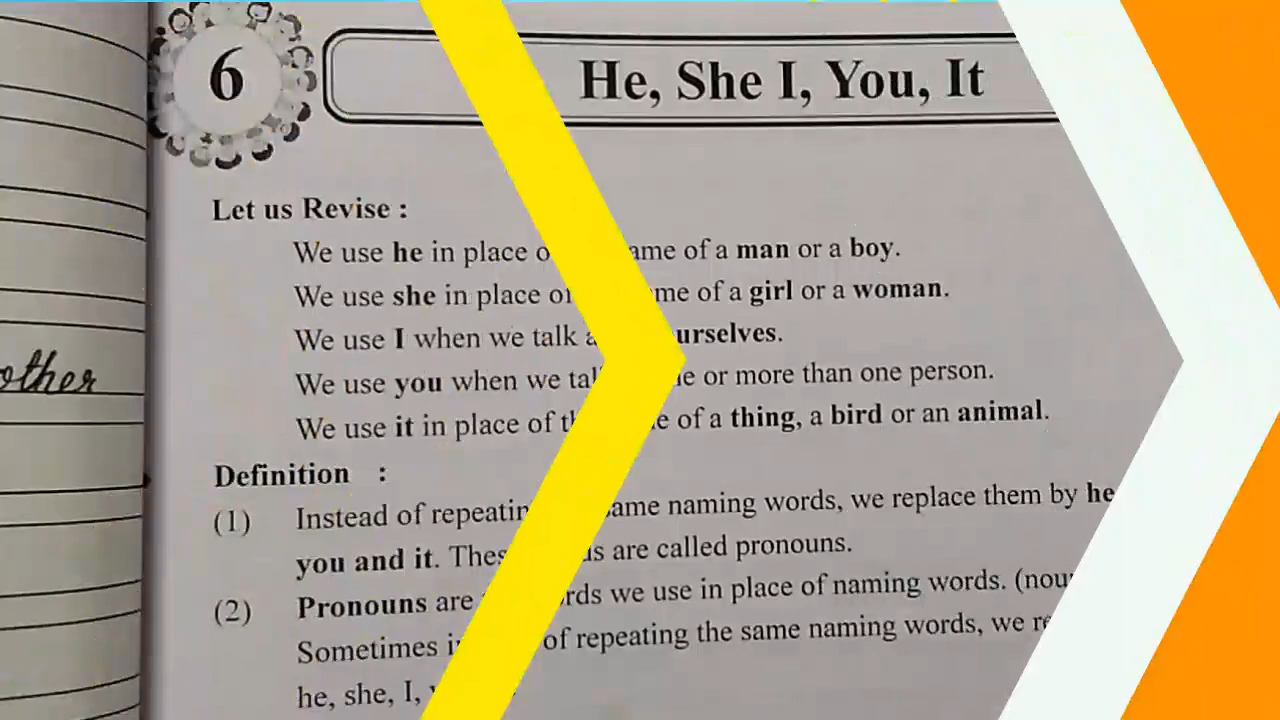 6
He, She I, You, It
Let us Revise :
We use he in place ame of a man or a boy.
We use she in place me of a girl or a woman.
We use I when we talk urselves.
We use you when we tal e or more than one person.
We use it in place of e of a thing, a bird or an animal.
other
Definition :
(1) Instead of repeatin ame naming words, we replace them by he
you and it. Thes s are called pronouns.
(2) Pronouns are rds we use in place of naming words. (nou
Sometimes i of repeating the same naming words, we re
he, she, I,